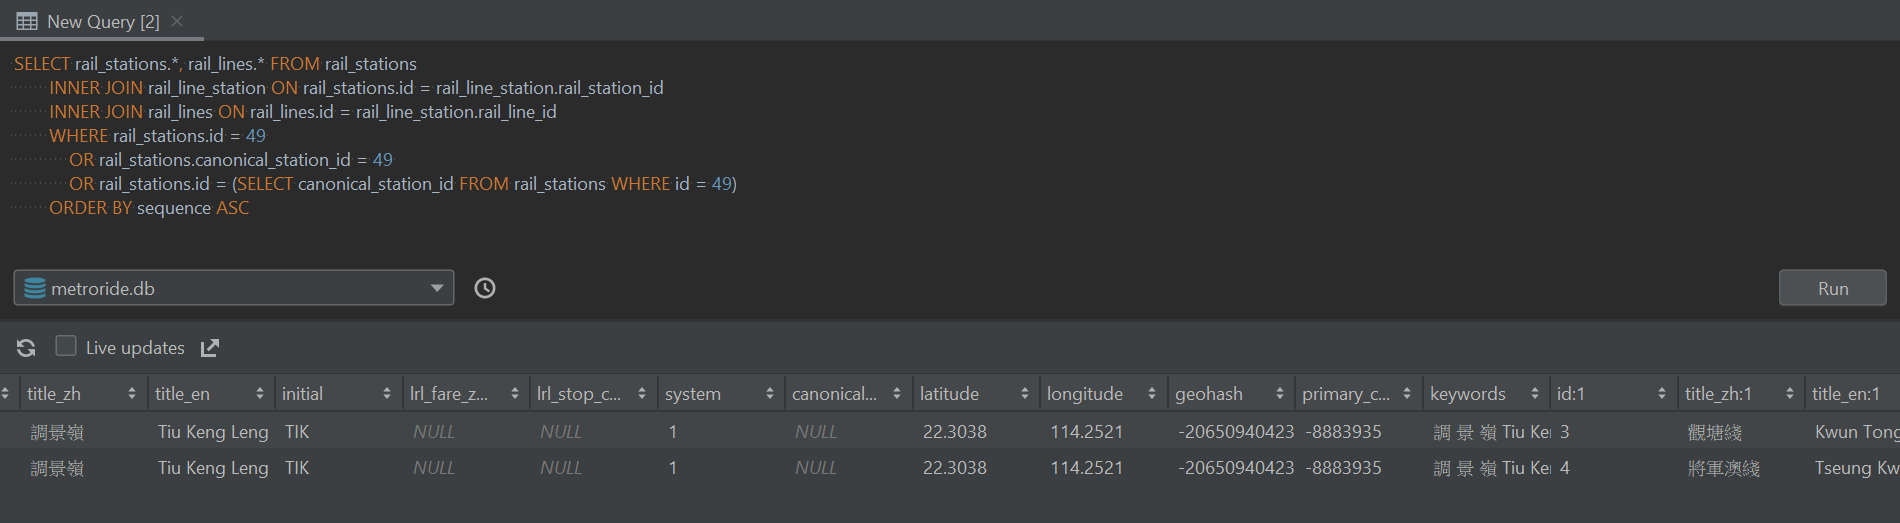 New Query [2]
SELECT rail_stations.*, rail_lines.* FROM rail_stations
INNER JOIN rail_line_station ON rail_stations.id = rail_line_station.rail_station_id
INNER JOIN rail_lines ON rail_lines.id = rail_line_station.rail_line_id
WHERE rail_stations.id = 49
OR rail_stations.canonical_station_id = 49
OR rail_stations.id = (SELECT canonical_station_id FROM rail_stations WHERE id = 49)
ORDER BY sequence ASC
metroride.db
Run
Live updates
title_zh title_en initial lrl_fare_z... lrl_stop_c... system canonical... latitude longitude geohash primary_c... keywords id:1 title_zh:1 title_en:1
調景嶺 Tiu Keng Leng TIK NULL NULL 1 NULL 22.3038 114.2521 -20650940423 -8883935 調 景 嶺 Tiu Ke 3 觀塘綫 Kwun Tong
調景嶺 Tiu Keng Leng TIK NULL NULL 1 NULL 22.3038 114.2521 -20650940423 -8883935 調 景 嶺 Tiu Ke 4 將軍澳綫 Tseung Kw